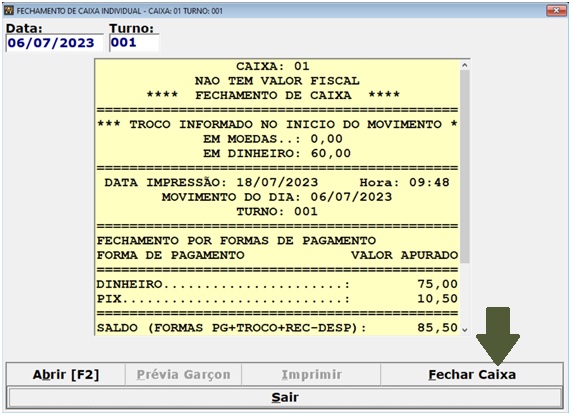 FECHAMENTO DE CAIXA INDIVIDUAL - CAIXA: 01 TURNO: 001
Data: Turno:
06/07/2023 001
CAIXA: 01
NAO TEM VALOR FISCAL
**** FECHAMENTO DE CAIXA ****
================================================
*** TROCO INFORMADO NO INICIO DO MOVIMENTO *
EM MOEDAS..: 0,00
EM DINHEIRO: 60,00
================================================
DATA IMPRESSÃO: 18/07/2023 Hora: 09:48
MOVIMENTO DO DIA: 06/07/2023
TURNO: 001
================================================
FECHAMENTO POR FORMAS DE PAGAMENTO
FORMA DE PAGAMENTO VALOR APURADO
================================================
DINHEIRO......................: 75,00
PIX...........................: 10,50
================================================
SALDO (FORMAS PG+TROCO+REC-DESP): 85,50
Abrir [F2] Prévia Garçon Imprimir Fechar Caixa
Sair